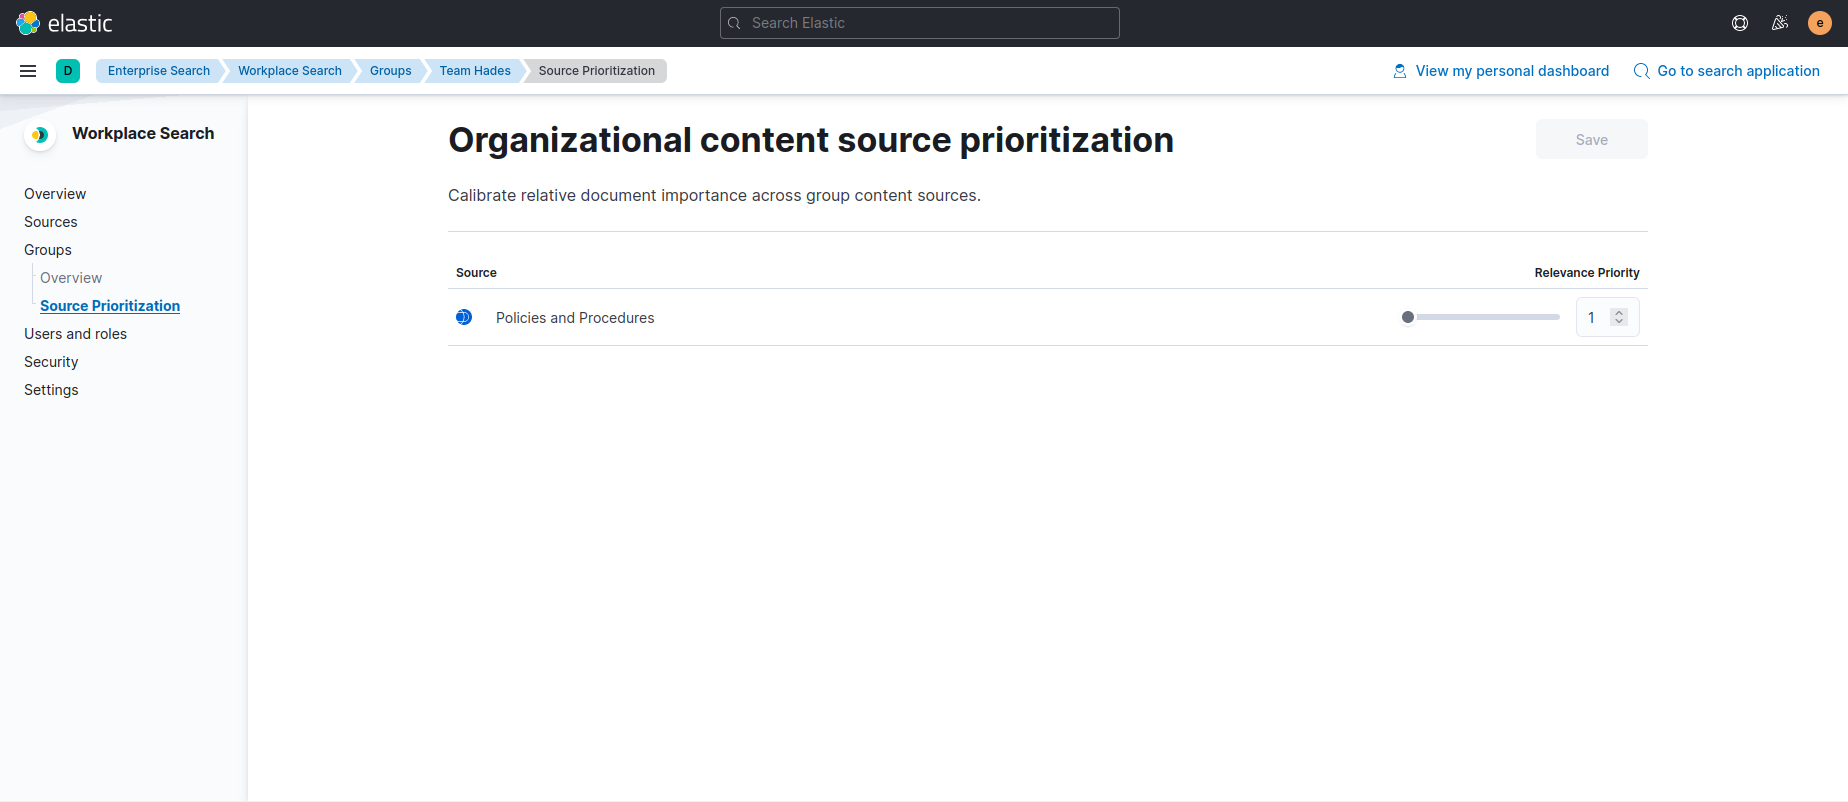 elastic
Search Elastic
e
D
Enterprise Search
Workplace Search
Groups
Team Hades
Source Prioritization
View my personal dashboard
Go to search application
Workplace Search
Overview
Sources
Groups
Overview
Source Prioritization
Users and roles
Security
Settings
Organizational content source prioritization
Save
Calibrate relative document importance across group content sources.
Source
Relevance Priority
Policies and Procedures
1